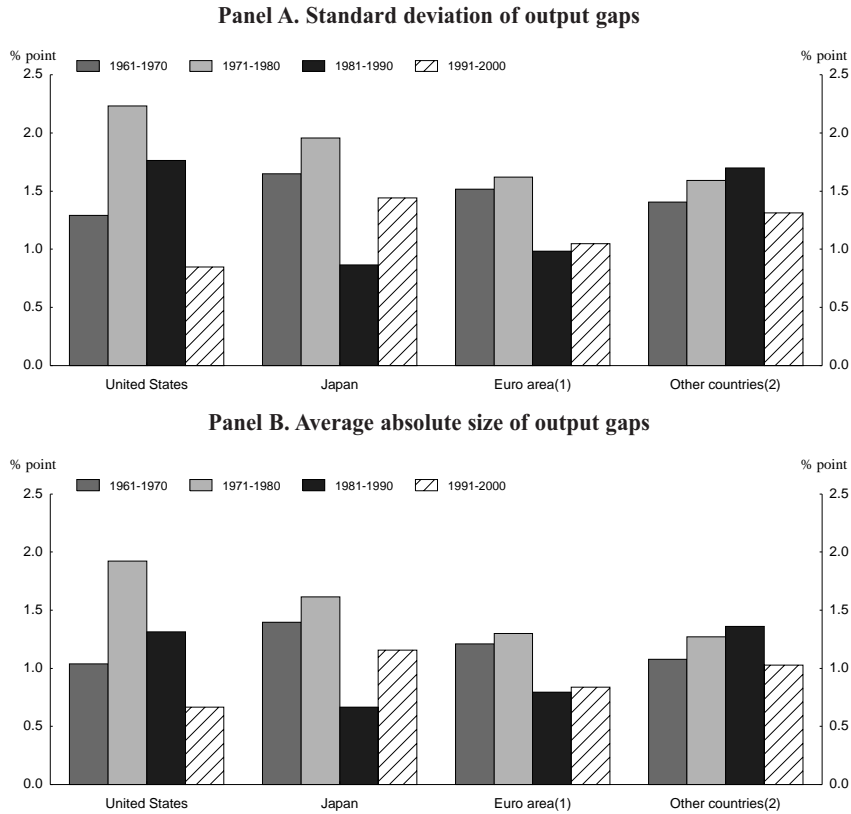 Panel A. Standard deviation of output gaps
% point % point
2.5 2.5
1961-1970 1971-1980 1981-1990 1991-2000
2.0 2.0
1.5 1.5
1.0 1.0
0.5 0.5
0.0 0.0
United States Japan Euro area(1) Other countries(2)
Panel B. Average absolute size of output gaps
% point % point
2.5 2.5
1961-1970 1971-1980 1981-1990 1991-2000
2.0 2.0
1.5 1.5
1.0 1.0
0.5 0.5
0.0 0.0
United States Japan Euro area(1) Other countries(2)